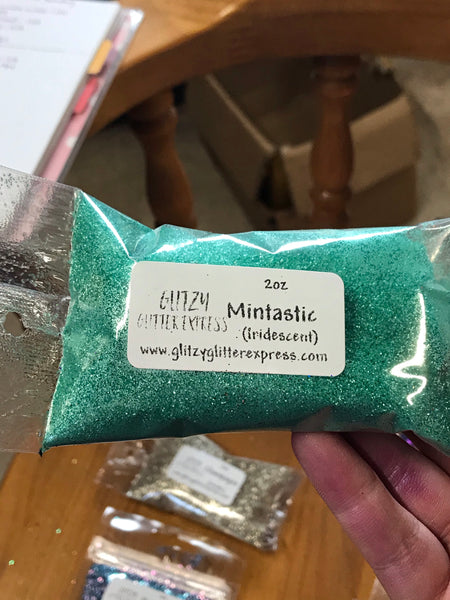 2oz
GLITZY
GLITTER EXPRESS
Mintastic
(Iridescent)
www.glitzyglitterexpress.com